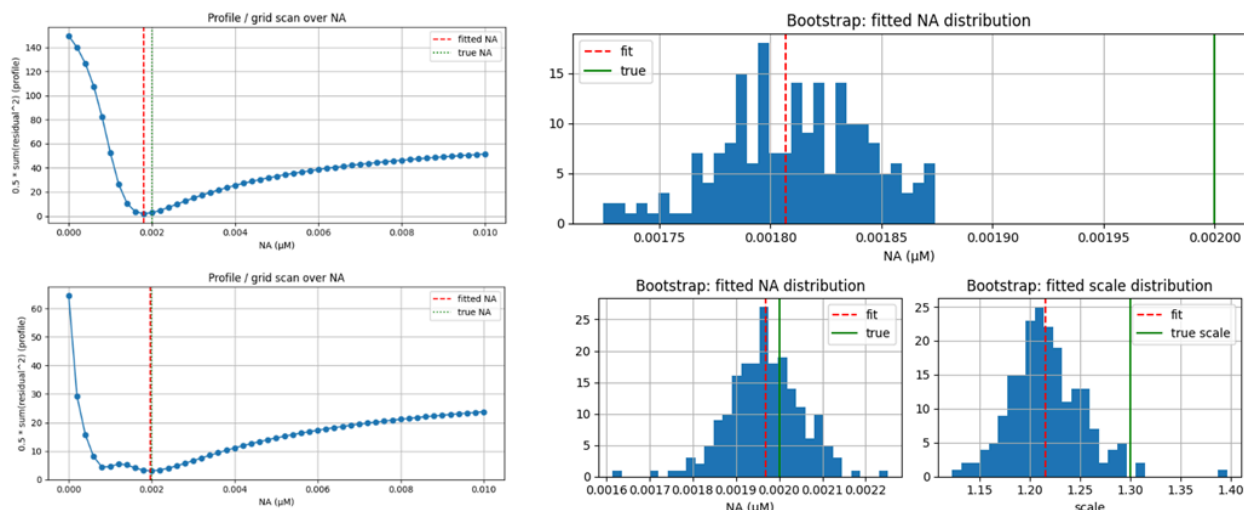 Profile / grid scan over NA
0.5 * sum(residual^2) (profile)
140
120
100
80
60
40
20
0
fitted NA
true NA
0.000 0.002 0.004 0.006 0.008 0.010
NA (μM)
Bootstrap: fitted NA distribution
15
10
5
0
fit
true
0.00175 0.00180 0.00185 0.00190 0.00195 0.00200
NA (μM)
Profile / grid scan over NA
0.5 * sum(residual^2) (profile)
60
50
40
30
20
10
0
fitted NA
true NA
0.000 0.002 0.004 0.006 0.008 0.010
NA (μM)
Bootstrap: fitted NA distribution
25
20
15
10
5
0
fit
true
0.0016 0.0017 0.0018 0.0019 0.0020 0.0021 0.0022
NA (μM)
Bootstrap: fitted scale distribution
25
20
15
10
5
0
fit
true scale
1.15 1.20 1.25 1.30 1.35 1.40
scale